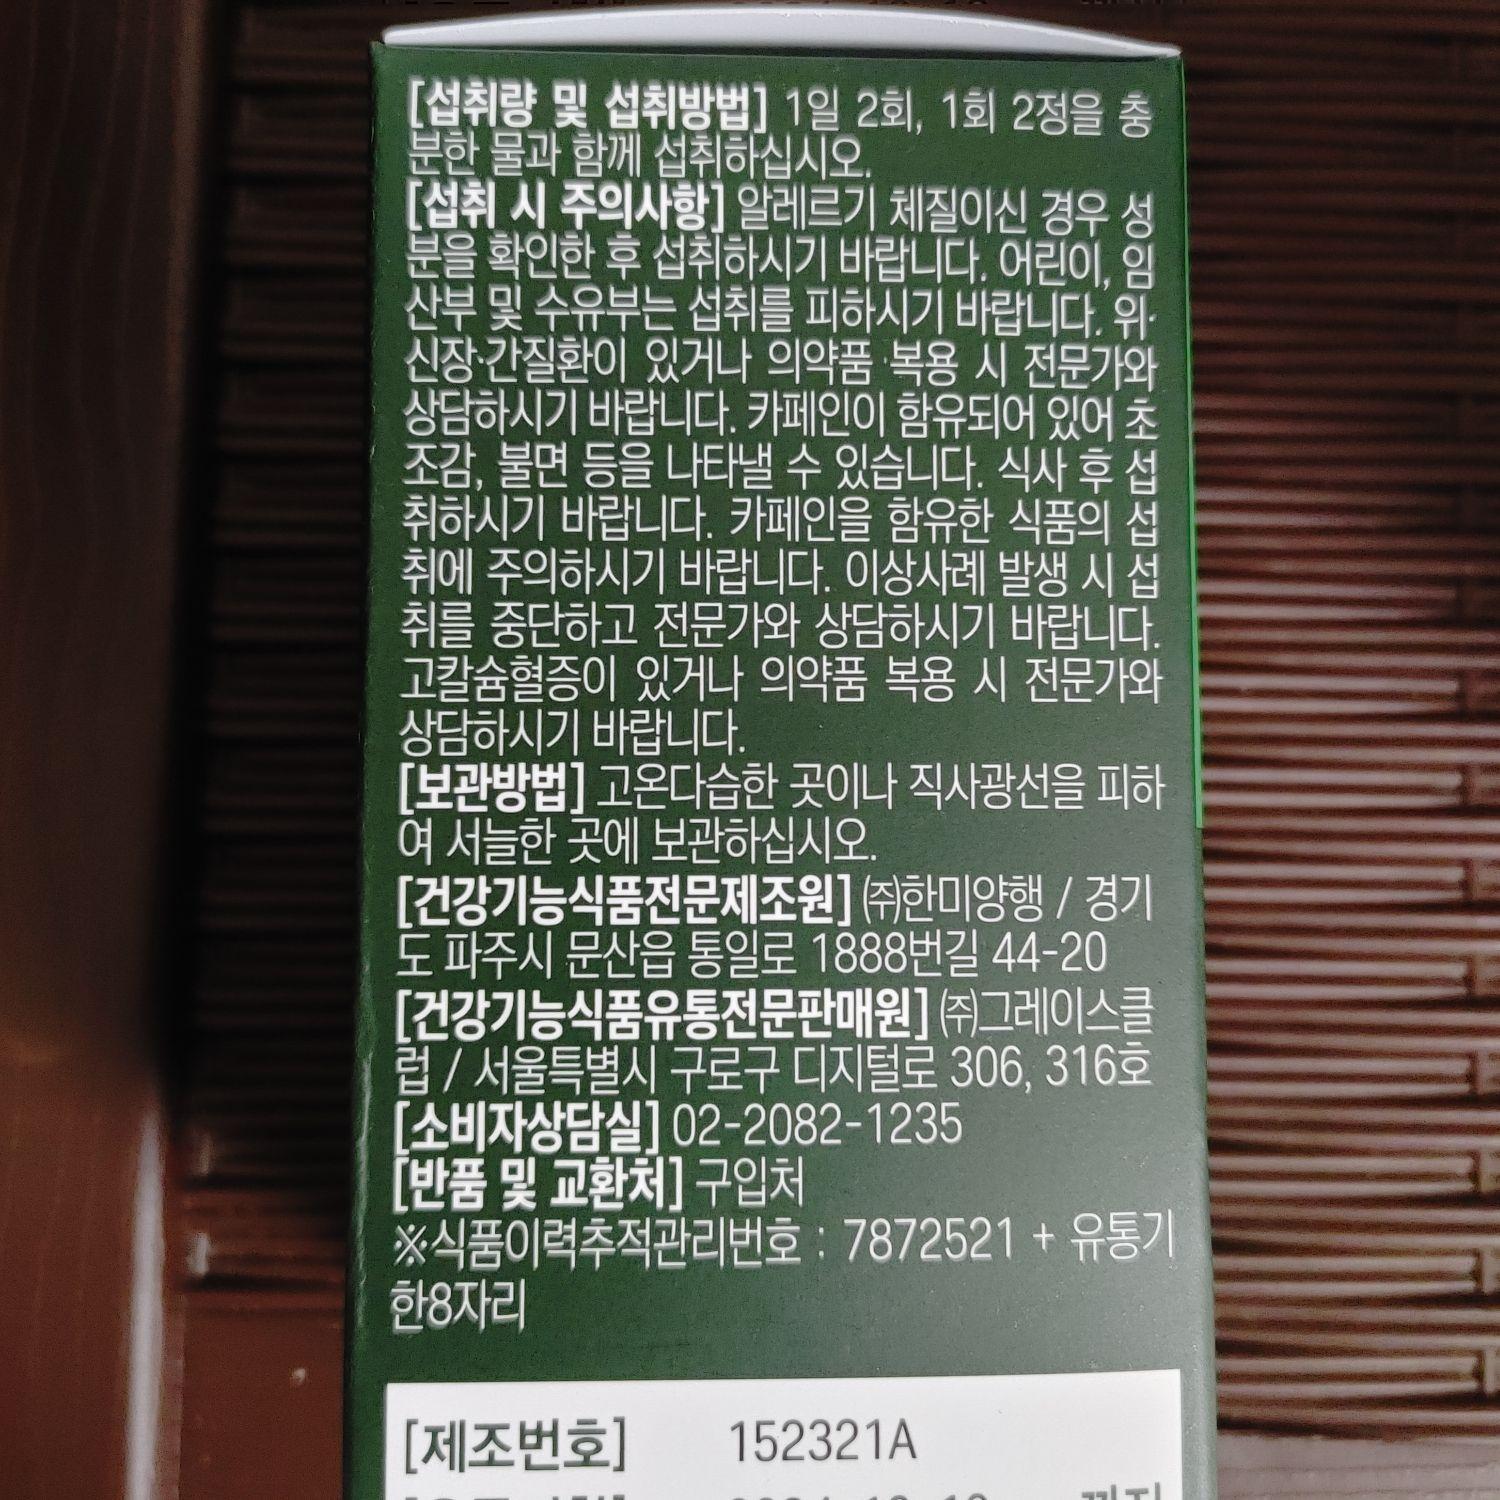 [섭취량 및 섭취방법] 1일 2회, 1회 2정을 충
분한 물과 함께 섭취하십시오.
[섭취 시 주의사항] 알레르기 체질이신 경우 성
분을 확인한 후 섭취하시기 바랍니다. 어린이, 임
산부 및 수유부는 섭취를 피하시기 바랍니다. 위·
신장·간질환이 있거나 의약품 복용 시 전문가와
상담하시기 바랍니다. 카페인이 함유되어 있어 초
조감, 불면 등을 나타낼 수 있습니다. 식사 후 섭
취하시기 바랍니다. 카페인을 함유한 식품의 섭
취에 주의하시기 바랍니다. 이상사례 발생 시 섭
취를 중단하고 전문가와 상담하시기 바랍니다.
고칼슘혈증이 있거나 의약품 복용 시 전문가와
상담하시기 바랍니다.
[보관방법] 고온다습한 곳이나 직사광선을 피하
여 서늘한 곳에 보관하십시오.
[건강기능식품전문제조원] ㈜한미양행 / 경기
도 파주시 문산읍 통일로 1888번길 44-20
[건강기능식품유통전문판매원] ㈜그레이스클
럽 / 서울특별시 구로구 디지털로 306, 316호
[소비자상담실] 02-2082-1235
[반품 및 교환처] 구입처
※식품이력추적관리번호 : 7872521 + 유통기
한8자리
[제조번호] 152321A